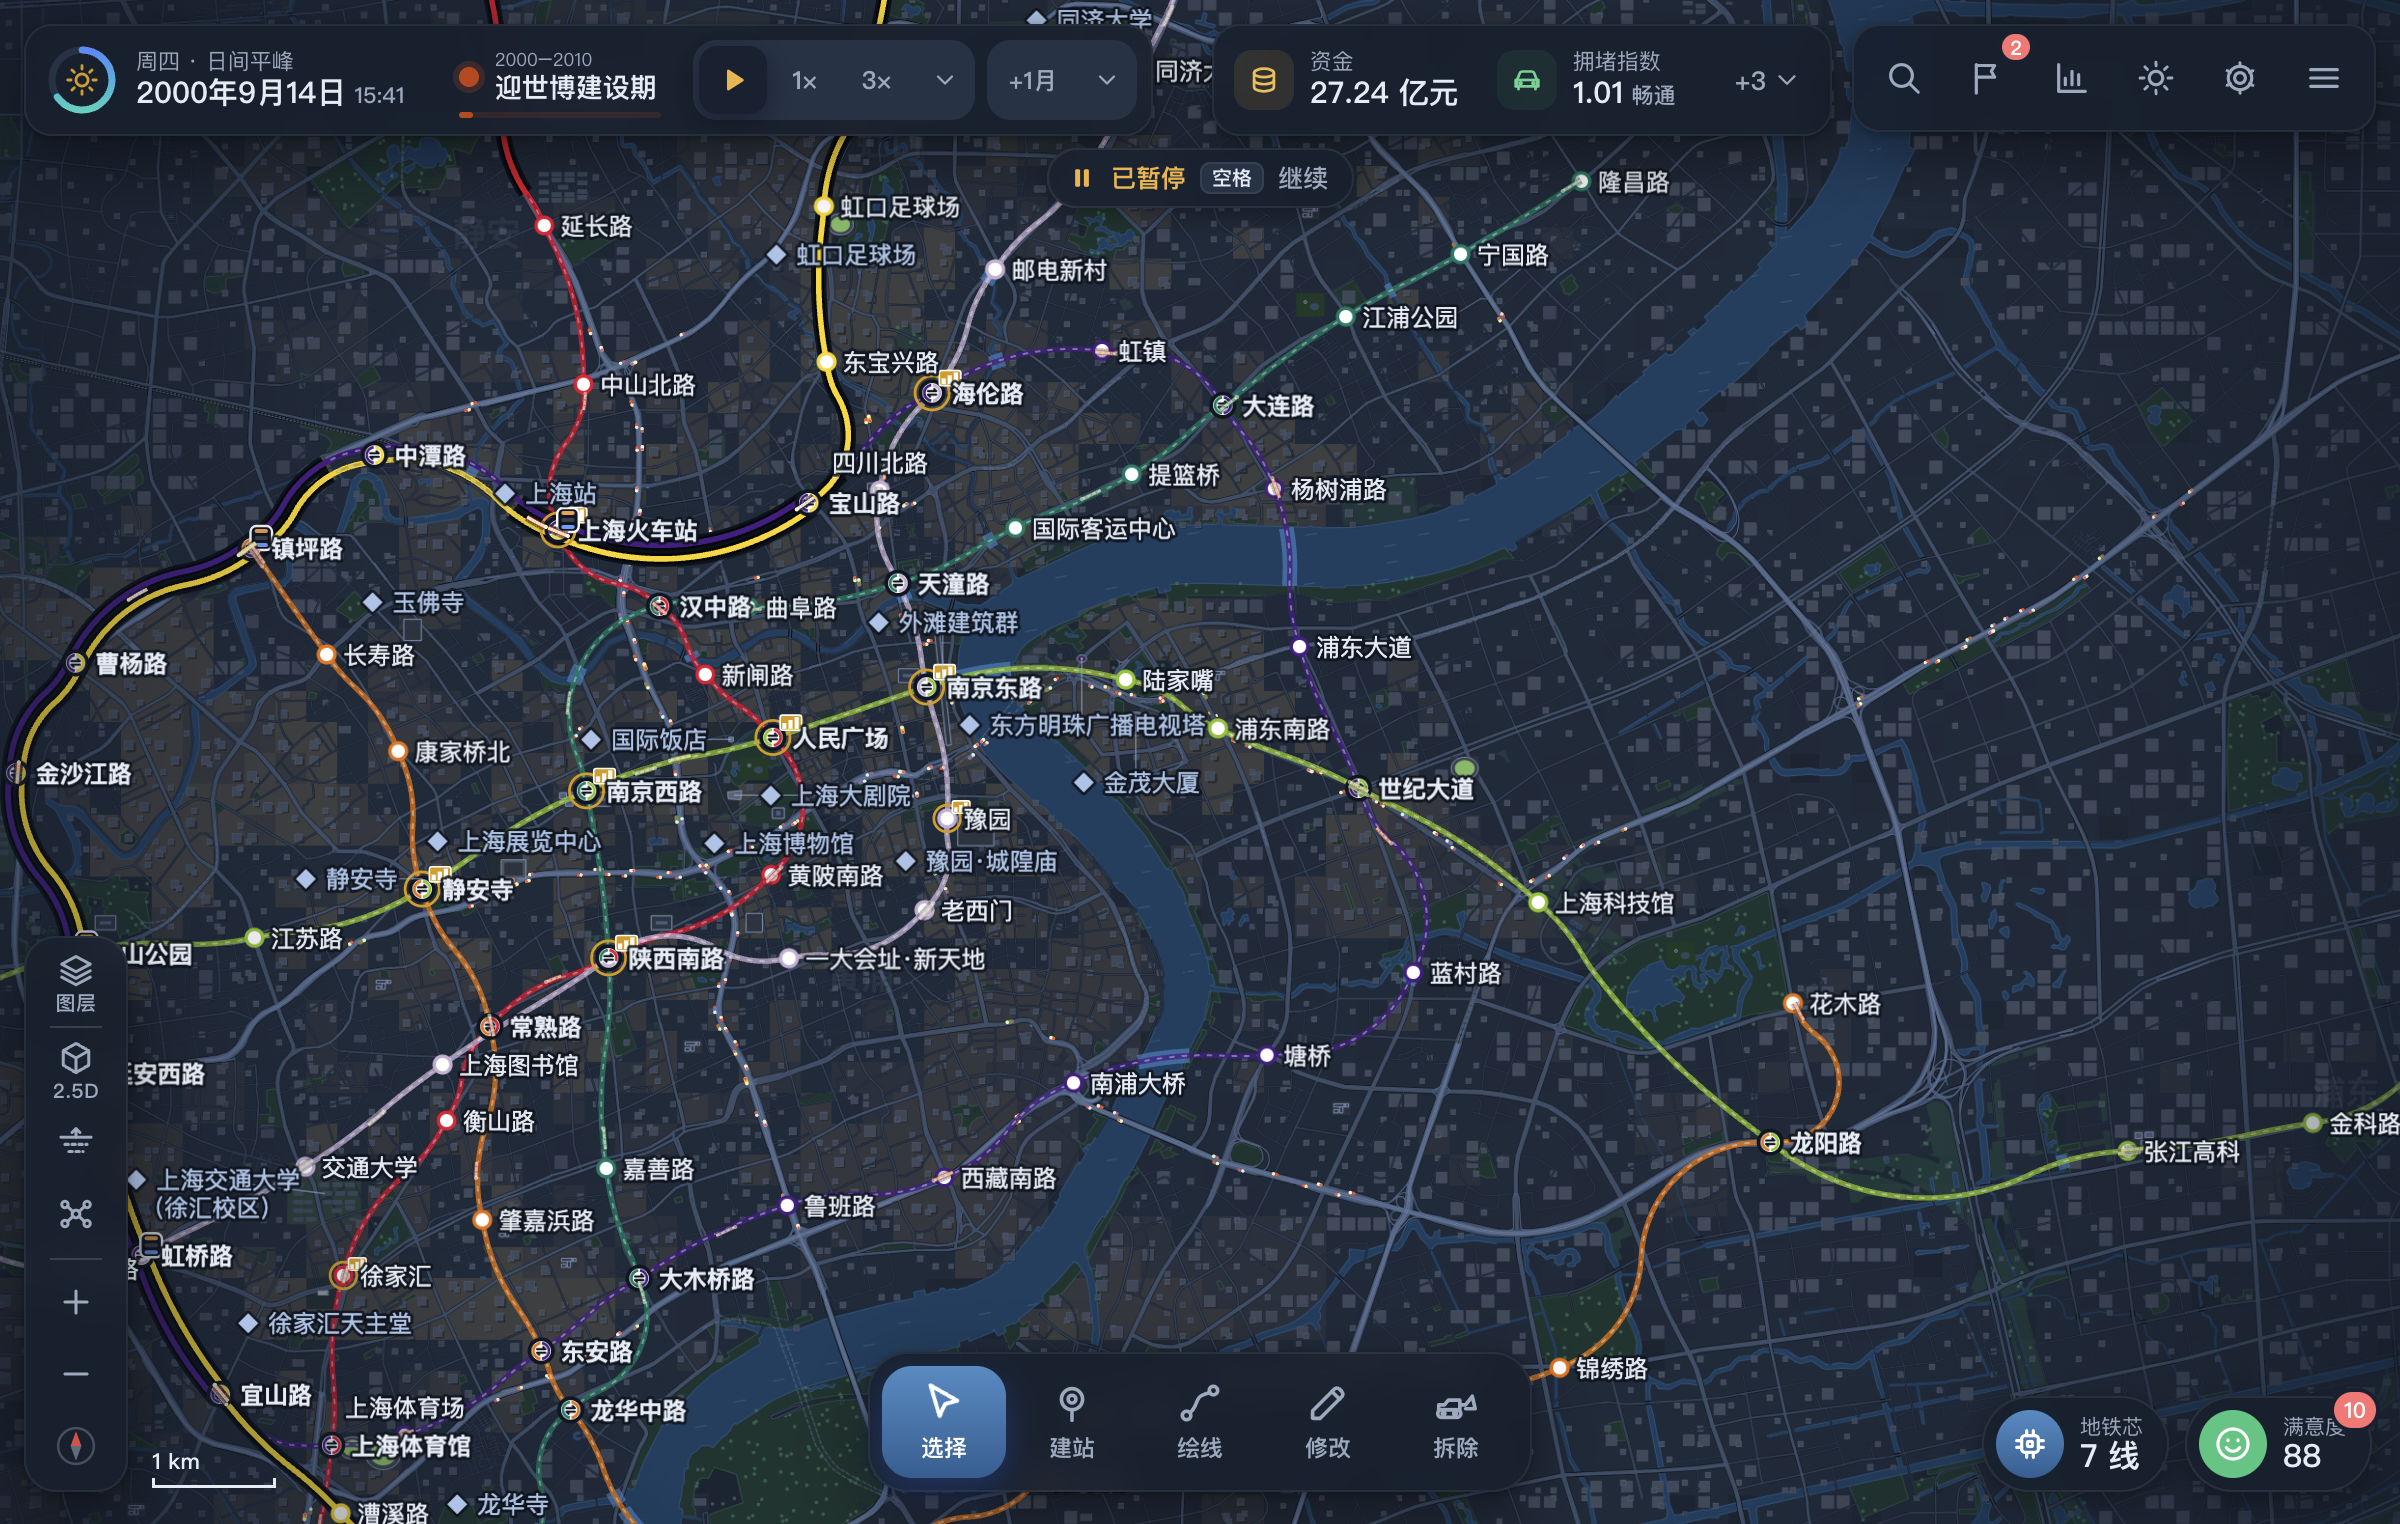 同济大学
周四 · 日间平峰
2000年9月14日 15:41
2000—2010
迎世博建设期
1×
3×
+1月
资金
27.24 亿元
拥堵指数
1.01 畅通
+3
2
已暂停 空格 继续
隆昌路
虹口足球场
延长路
虹口足球场
宁国路
邮电新村
江浦公园
虹镇
东宝兴路
中山北路
海伦路
大连路
中潭路
四川北路
提篮桥
杨树浦路
上海站
宝山路
上海火车站
国际客运中心
镇坪路
天潼路
玉佛寺
汉中路
曲阜路
外滩建筑群
浦东大道
长寿路
曹杨路
新闸路
陆家嘴
南京东路
东方明珠广播电视塔
浦东南路
国际饭店
人民广场
康家桥北
金沙江路
金茂大厦
世纪大道
南京西路
上海大剧院
豫园
上海展览中心
上海博物馆
豫园·城隍庙
静安寺
静安寺
黄陂南路
上海科技馆
老西门
江苏路
山公园
陕西南路
一大会址·新天地
蓝村路
图层
花木路
常熟路
塘桥
上海图书馆
安西路
2.5D
南浦大桥
衡山路
金科路
龙阳路
张江高科
交通大学
嘉善路
上海交通大学
(徐汇校区)
西藏南路
鲁班路
肇嘉浜路
虹桥路
路
徐家汇
大木桥路
徐家汇天主堂
东安路
锦绣路
宜山路
上海体育场
龙华中路
上海体育馆
1 km
漕溪路
龙华寺
选择
建站
绘线
修改
拆除
地铁芯
7 线
满意度
88
10